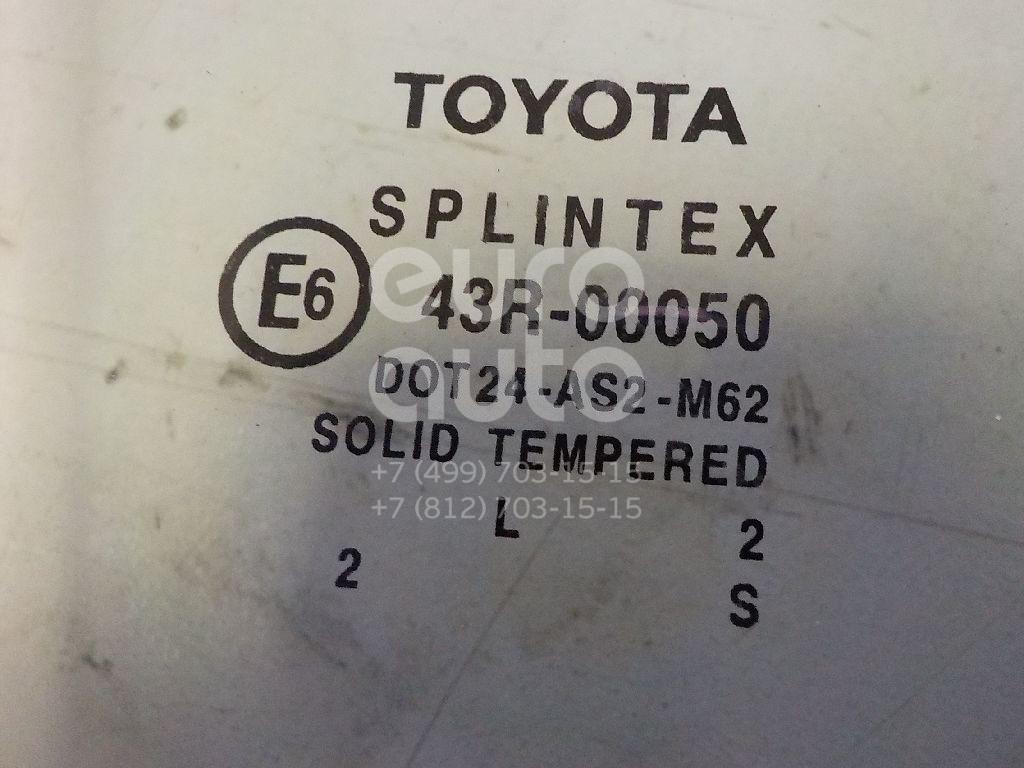 TOYOTA
SPLINTEX
E6
43R-00050
DOT24-AS2-M62
SOLID TEMPERED
L
2
2
S
euro
auto
+7 (499) 703-15-15
+7 (812) 703-15-15